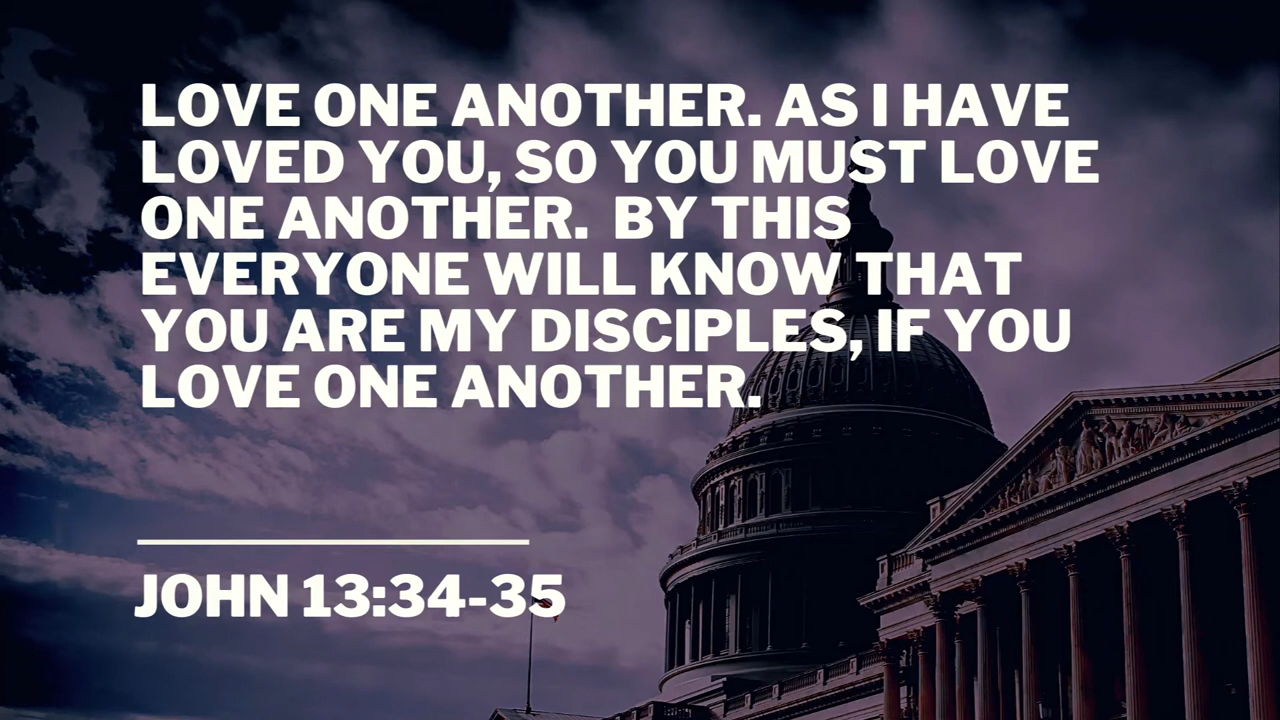 LOVE ONE ANOTHER. AS I HAVE
LOVED YOU, SO YOU MUST LOVE
ONE ANOTHER.  BY THIS
EVERYONE WILL KNOW THAT
YOU ARE MY DISCIPLES, IF YOU
LOVE ONE ANOTHER.
JOHN 13:34-35